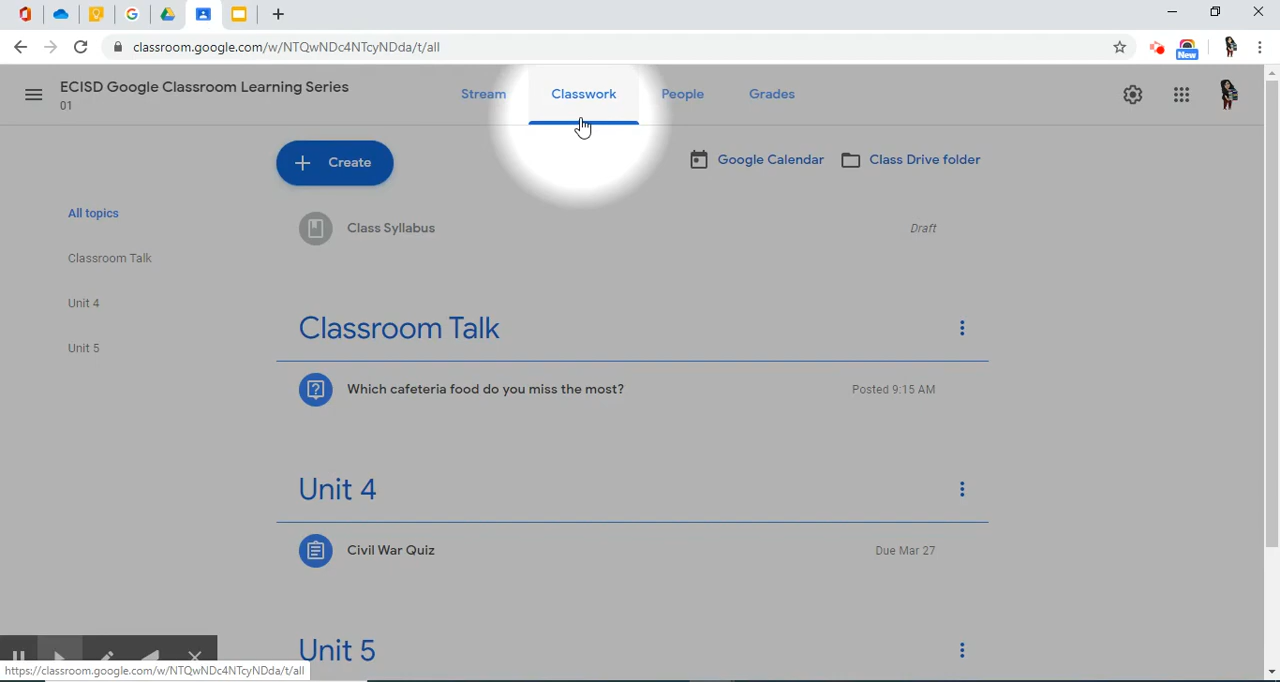 classroom.google.com/w/NTQwNDc4NTcyNDda/t/all
New
ECISD Google Classroom Learning Series
01
Stream
Classwork
People
Grades
Create
Google Calendar
Class Drive folder
All topics
Classroom Talk
Unit 4
Unit 5
Class Syllabus
Draft
Classroom Talk
Which cafeteria food do you miss the most?
Posted 9:15 AM
Unit 4
Civil War Quiz
Due Mar 27
Unit 5
https://classroom.google.com/w/NTQwNDc4NTcyNDda/t/all